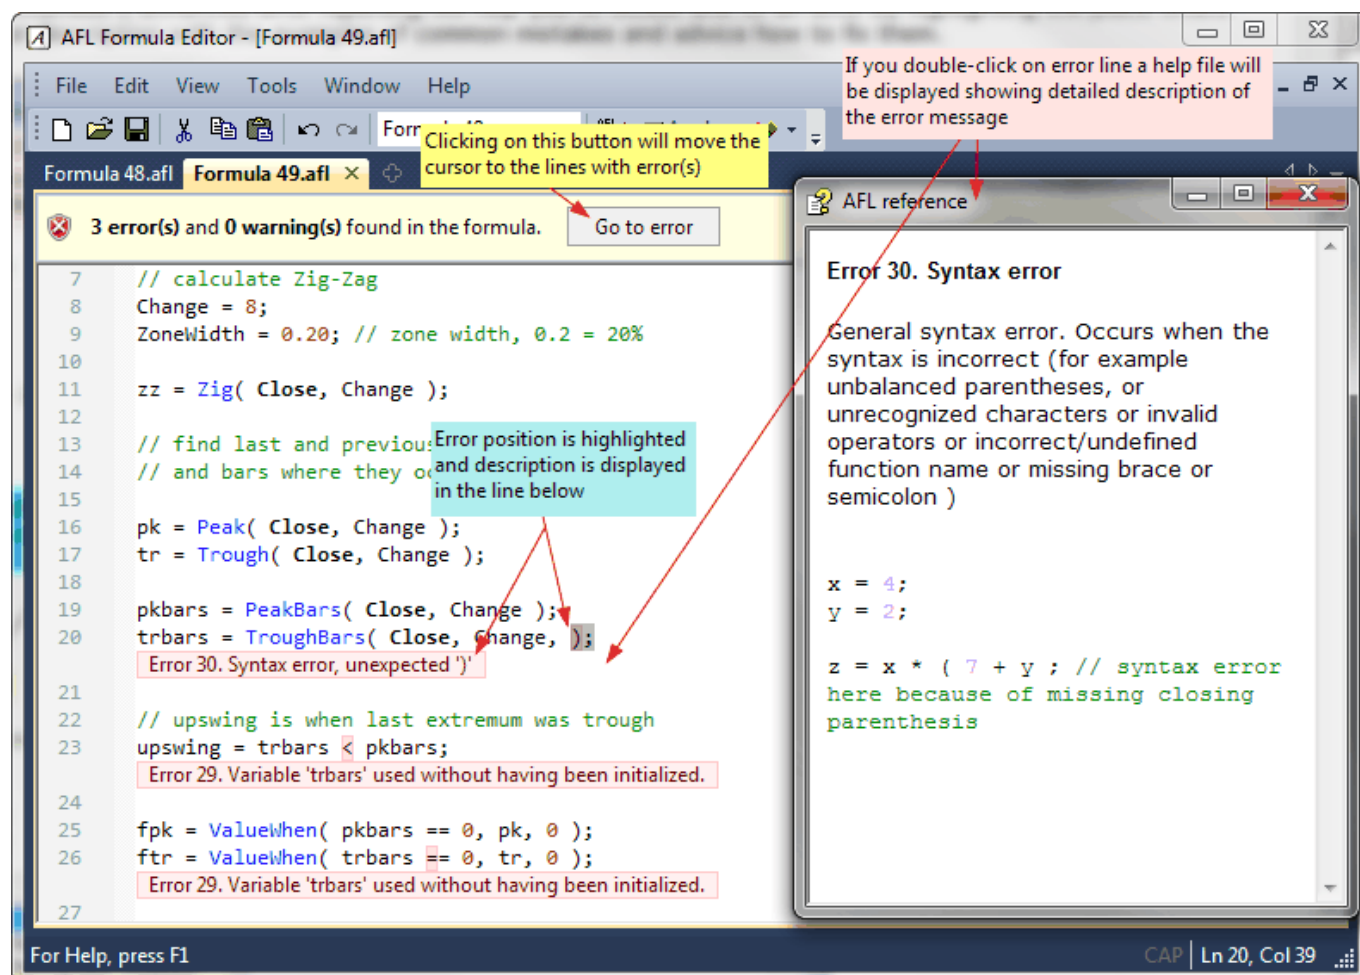 common mistakes and advice how to fix them.
AFL Formula Editor - [Formula 49.afl]
If you double-click on error line a help file will
be displayed showing detailed description of
the error message
File Edit View Tools Window Help
Clicking on this button will move the
cursor to the lines with error(s)
Formula 48.afl Formula 49.afl
AFL reference
3 error(s) and 0 warning(s) found in the formula. Go to error
7 // calculate Zig-Zag
8 Change = 8;
9 ZoneWidth = 0.20; // zone width, 0.2 = 20%
10
11 zz = Zig( Close, Change );
12
13 // find last and previous
14 // and bars where they
15
16 pk = Peak( Close, Change );
17 tr = Trough( Close, Change );
18
19 pkbars = PeakBars( Close, Change );
20 trbars = TroughBars( Close, Change, );
Error 30. Syntax error, unexpected ')'
21
22 // upswing is when last extremum was trough
23 upswing = trbars < pkbars;
Error 29. Variable 'trbars' used without having been initialized.
24
25 fpk = ValueWhen( pkbars == 0, pk, 0 );
26 ftr = ValueWhen( trbars == 0, tr, 0 );
Error 29. Variable 'trbars' used without having been initialized.
27
Error position is highlighted
and description is displayed
in the line below
Error 30. Syntax error
General syntax error. Occurs when the
syntax is incorrect (for example
unbalanced parentheses, or
unrecognized characters or invalid
operators or incorrect/undefined
function name or missing brace or
semicolon )
x = 4;
y = 2;
z = x * ( 7 + y ; // syntax error
here because of missing closing
parenthesis
For Help, press F1
CAP Ln 20, Col 39